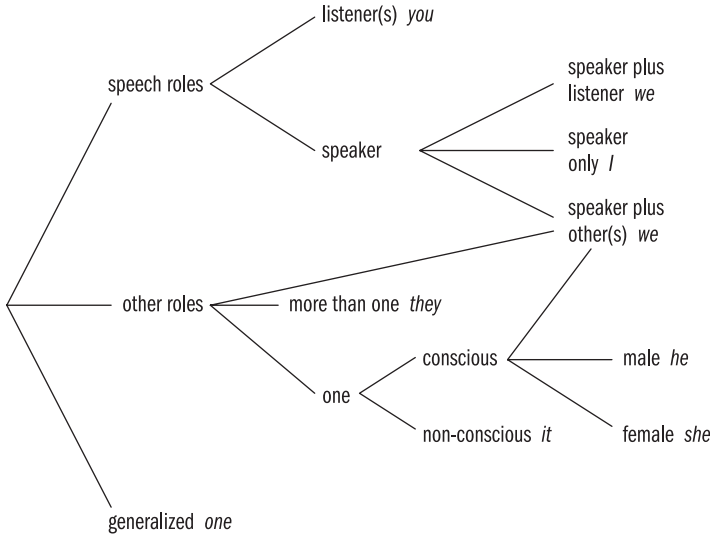 listener(s) you
speech roles
speaker plus
listener we
speaker
speaker
only I
speaker plus
other(s) we
other roles
more than one they
conscious
male he
one
non-conscious it
female she
generalized one